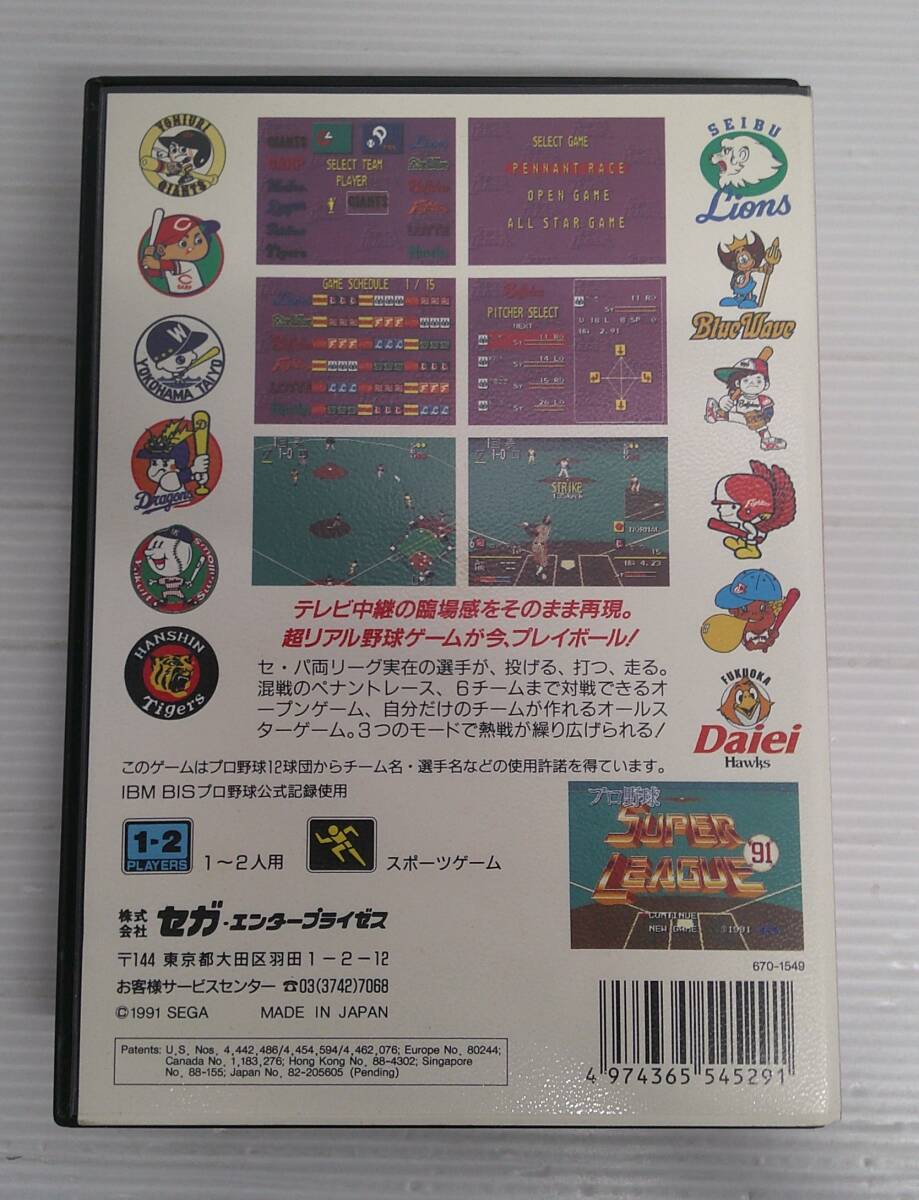 YOMIURI
GIANTS
CARP
W
YOKOHAMA TAIYO
D
Dragons
Yakult Swallows
HANSHIN
Tigers
SEIBU
Lions
Blue Wave
Fighters
FUKUOKA
Daiei
Hawks
SELECT TEAM
PLAYER
GIANTS
SELECT GAME
PENNANT RACE
OPEN GAME
ALL STAR GAME
GAME SCHEDULE 1/15
PITCHER SELECT
NEXT
1-0
1-0
STRIKE
NORMAL
テレビ中継の臨場感をそのまま再現。
超リアル野球ゲームが今、プレイボール!
セ・パ両リーグ実在の選手が、投げる、打つ、走る。
混戦のペナントレース、6チームまで対戦できるオ
ープンゲーム、自分だけのチームが作れるオールス
ターゲーム。3つのモードで熱戦が繰り広げられる!
このゲームはプロ野球12球団からチーム名・選手名などの使用許諾を得ています。
IBM BISプロ野球公式記録使用
1-2
PLAYERS
1〜2人用
スポーツゲーム
プロ野球
SUPER
LEAGUE '91
CONTINUE
NEW GAME
©1991
株式会社 セガ・エンタープライゼス
〒144 東京都大田区羽田1-2-12
お客様サービスセンター ☎03(3742)7068
©1991 SEGA MADE IN JAPAN
Patents: U.S. Nos. 4,442,486/4,454,594/4,462,076; Europe No. 80244;
Canada No. 1,183,276; Hong Kong No. 88-4302; Singapore
No. 88-155; Japan No. 82-205605 (Pending)
670-1549
4 974365 545291